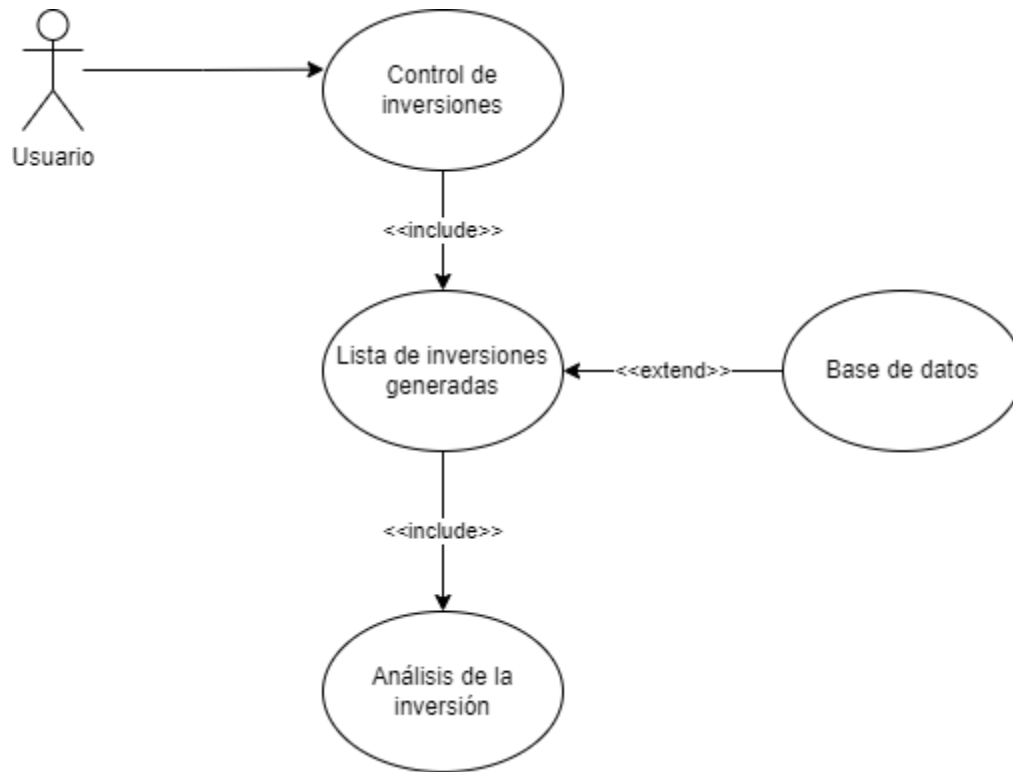 Usuario
Control de
inversiones
<<include>>
Lista de inversiones
generadas
<<extend>>
Base de datos
<<include>>
Análisis de la
inversión